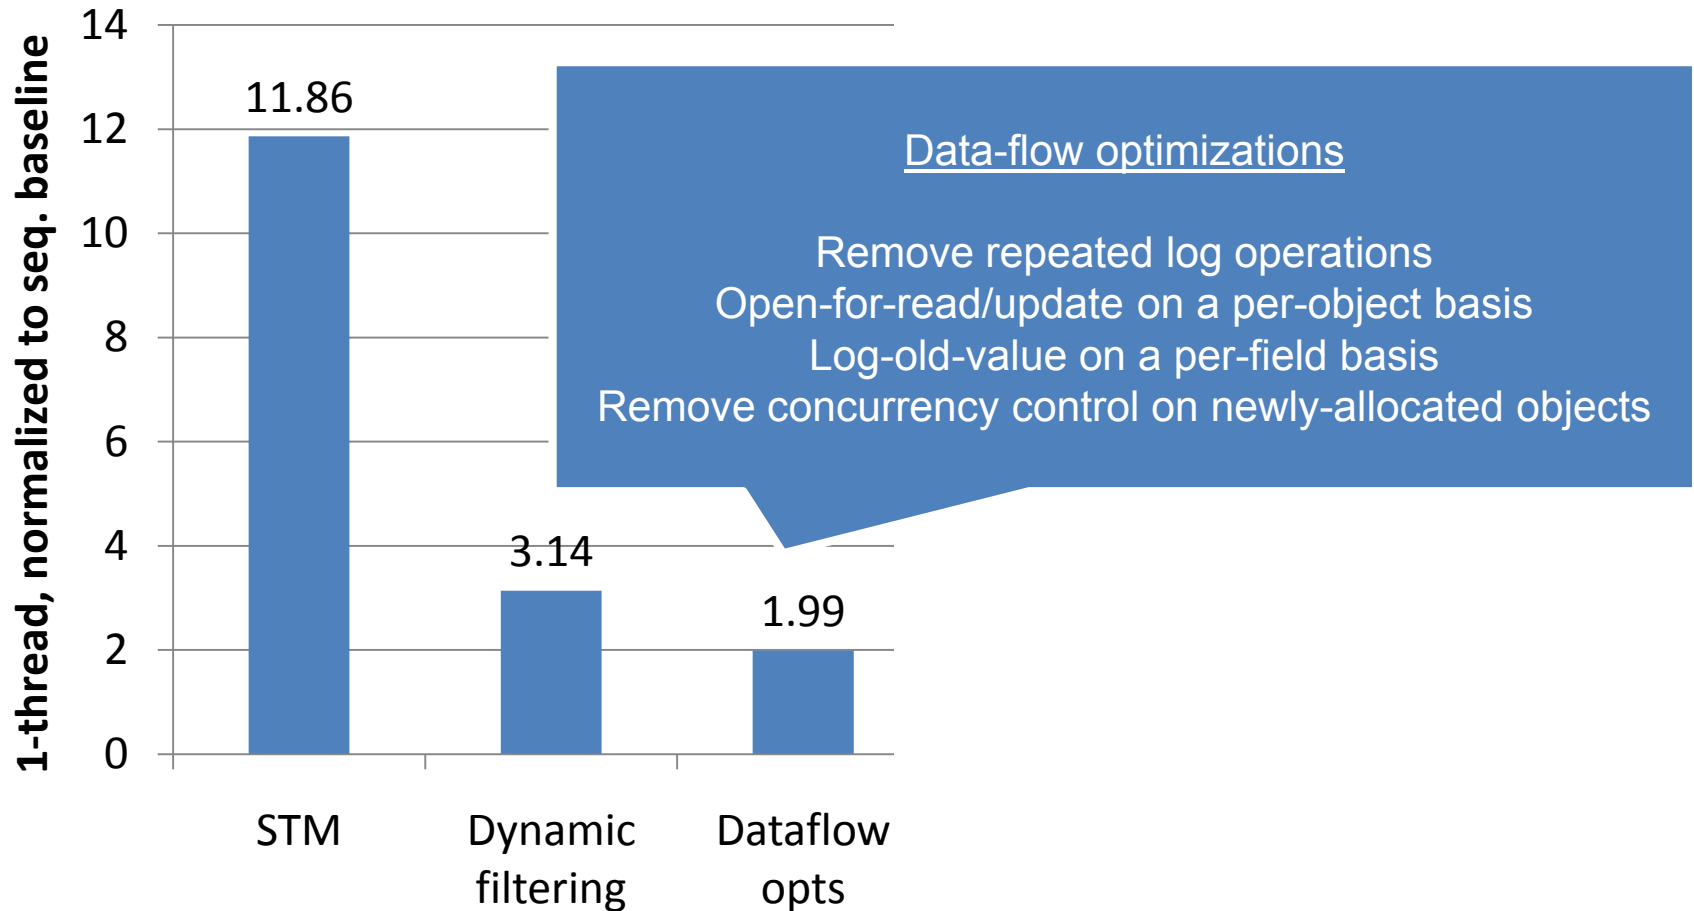 1-thread, normalized to seq. baseline
14
12
10
8
6
4
2
0
11.86
3.14
1.99
STM
Dynamic
filtering
Dataflow
opts
Data-flow optimizations
Remove repeated log operations
Open-for-read/update on a per-object basis
Log-old-value on a per-field basis
Remove concurrency control on newly-allocated objects